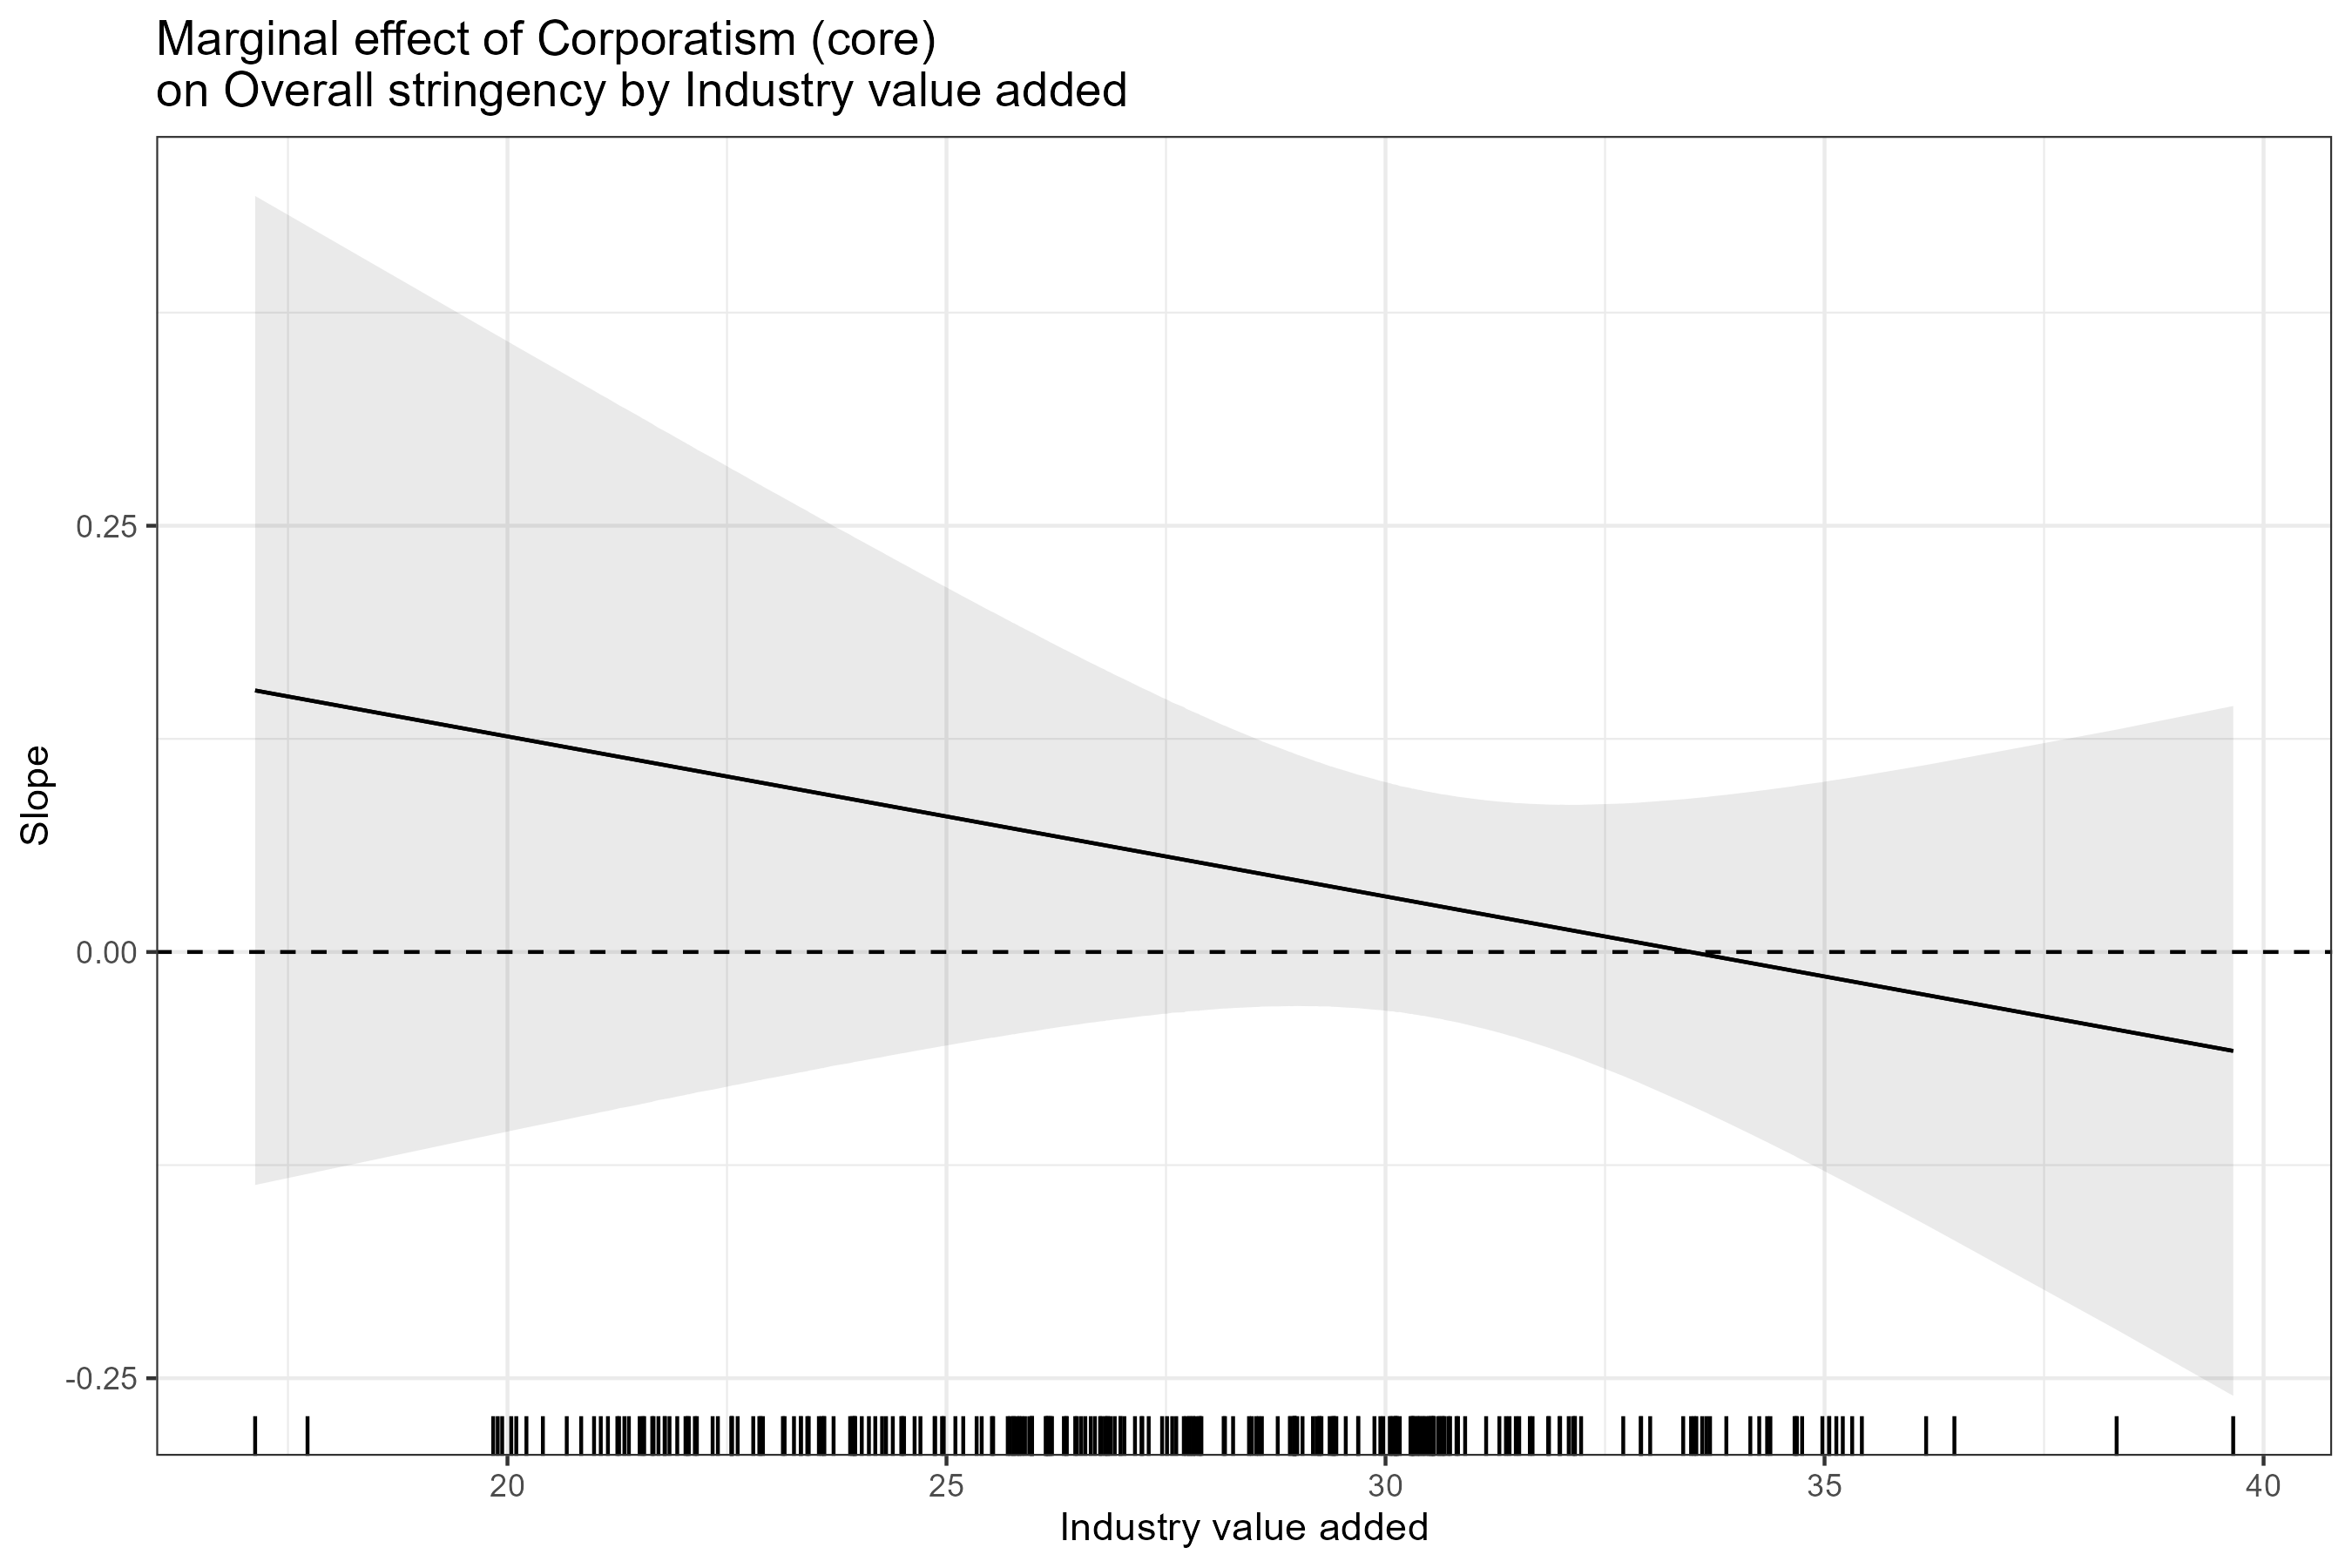 Marginal effect of Corporatism (core)
on Overall stringency by Industry value added
Slope
0.25
0.00
-0.25
20
25
30
35
40
Industry value added